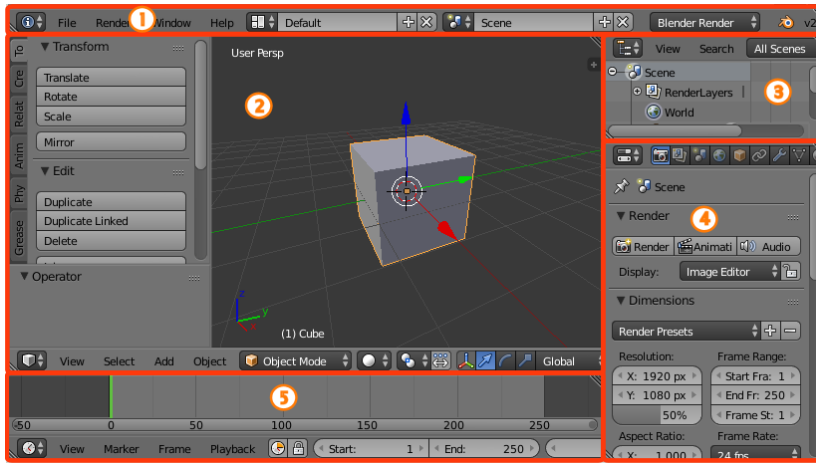 File Render Window Help Default Scene Blender Render v2
1
To
Cre
Relat
Anim
Phy
Grease
Transform
Translate
Rotate
Scale
Mirror
Edit
Duplicate
Duplicate Linked
Delete
Operator
User Persp
2
z
y
x
(1) Cube
View Select Add Object Object Mode Global
View Search All Scenes
Scene
RenderLayers
World
3
Scene
Render
4
Render Animati Audio
Display: Image Editor
Dimensions
Render Presets
Resolution: Frame Range:
X: 1920 px Start Fra: 1
Y: 1080 px End Fr: 250
50% Frame St: 1
Aspect Ratio: Frame Rate:
X: 1.000 24 fps
5
-50 0 50 100 150 200 250
View Marker Frame Playback Start: 1 End: 250